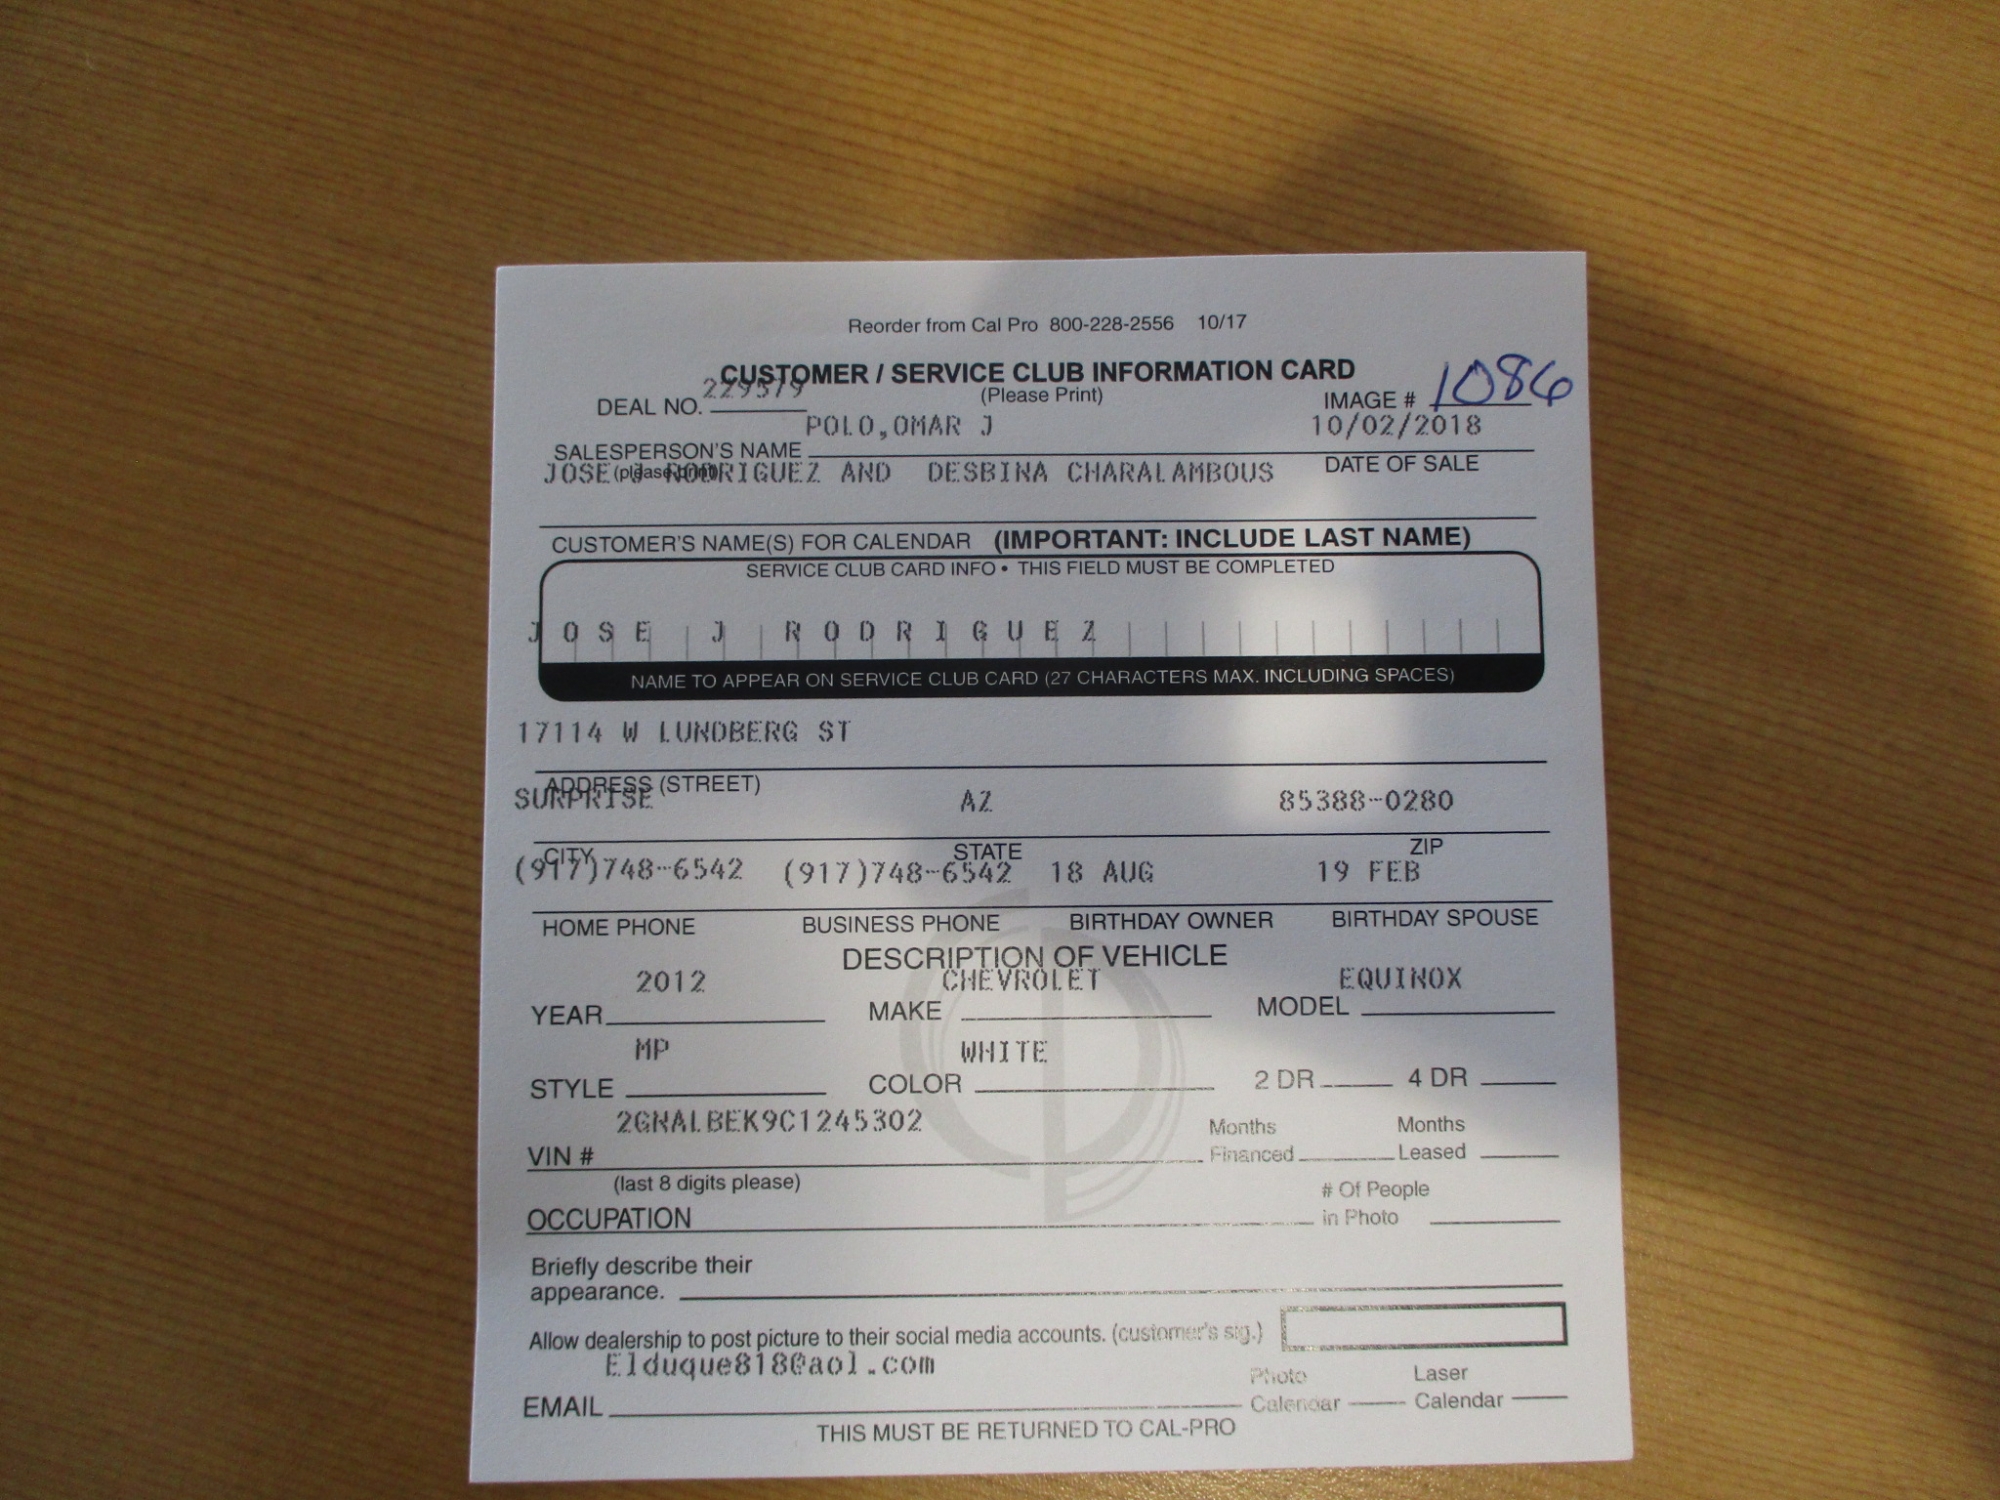 Reorder from Cal Pro 800-228-2556 10/17
CUSTOMER / SERVICE CLUB INFORMATION CARD
(Please Print)
DEAL NO. 229579
IMAGE # 1086
POLO,OMAR J 10/02/2018
SALESPERSON'S NAME
(please print)
DATE OF SALE
JOSE J RODRIGUEZ AND DESBINA CHARALAMBOUS
CUSTOMER'S NAME(S) FOR CALENDAR (IMPORTANT: INCLUDE LAST NAME)
SERVICE CLUB CARD INFO • THIS FIELD MUST BE COMPLETED
JOSE J RODRIGUEZ
NAME TO APPEAR ON SERVICE CLUB CARD (27 CHARACTERS MAX. INCLUDING SPACES)
17114 W LUNDBERG ST
ADDRESS (STREET)
SURPRISE AZ 85388-0280
CITY STATE ZIP
(917)748-6542 (917)748-6542 18 AUG 19 FEB
HOME PHONE BUSINESS PHONE BIRTHDAY OWNER BIRTHDAY SPOUSE
DESCRIPTION OF VEHICLE
2012 CHEVROLET EQUINOX
YEAR MAKE MODEL
MP WHITE
STYLE COLOR 2 DR 4 DR
2GNALBEK9C1245302
VIN # Months Financed Months Leased
(last 8 digits please)
OCCUPATION # Of People in Photo
Briefly describe their
appearance.
Allow dealership to post picture to their social media accounts. (customer's sig.)
Elduque818@aol.com
EMAIL Photo Calendar Laser Calendar
THIS MUST BE RETURNED TO CAL-PRO